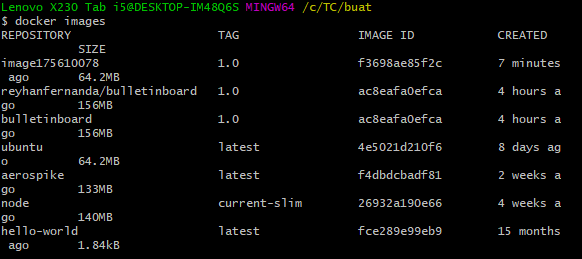 Lenovo X230 Tab i5@DESKTOP-IM48Q6S MINGW64 /c/TC/buat
$ docker images
REPOSITORY TAG IMAGE ID CREATED
SIZE
image175610078 1.0 f3698ae85f2c 7 minutes
ago 64.2MB
reyhanfernanda/bulletinboard 1.0 ac8eafa0efca 4 hours a
go 156MB
bulletinboard 1.0 ac8eafa0efca 4 hours a
go 156MB
ubuntu latest 4e5021d210f6 8 days ag
o 64.2MB
aerospike latest f4dbdcbadf81 2 weeks a
go 133MB
node current-slim 26932a190e66 4 weeks a
go 140MB
hello-world latest fce289e99eb9 15 months
ago 1.84kB